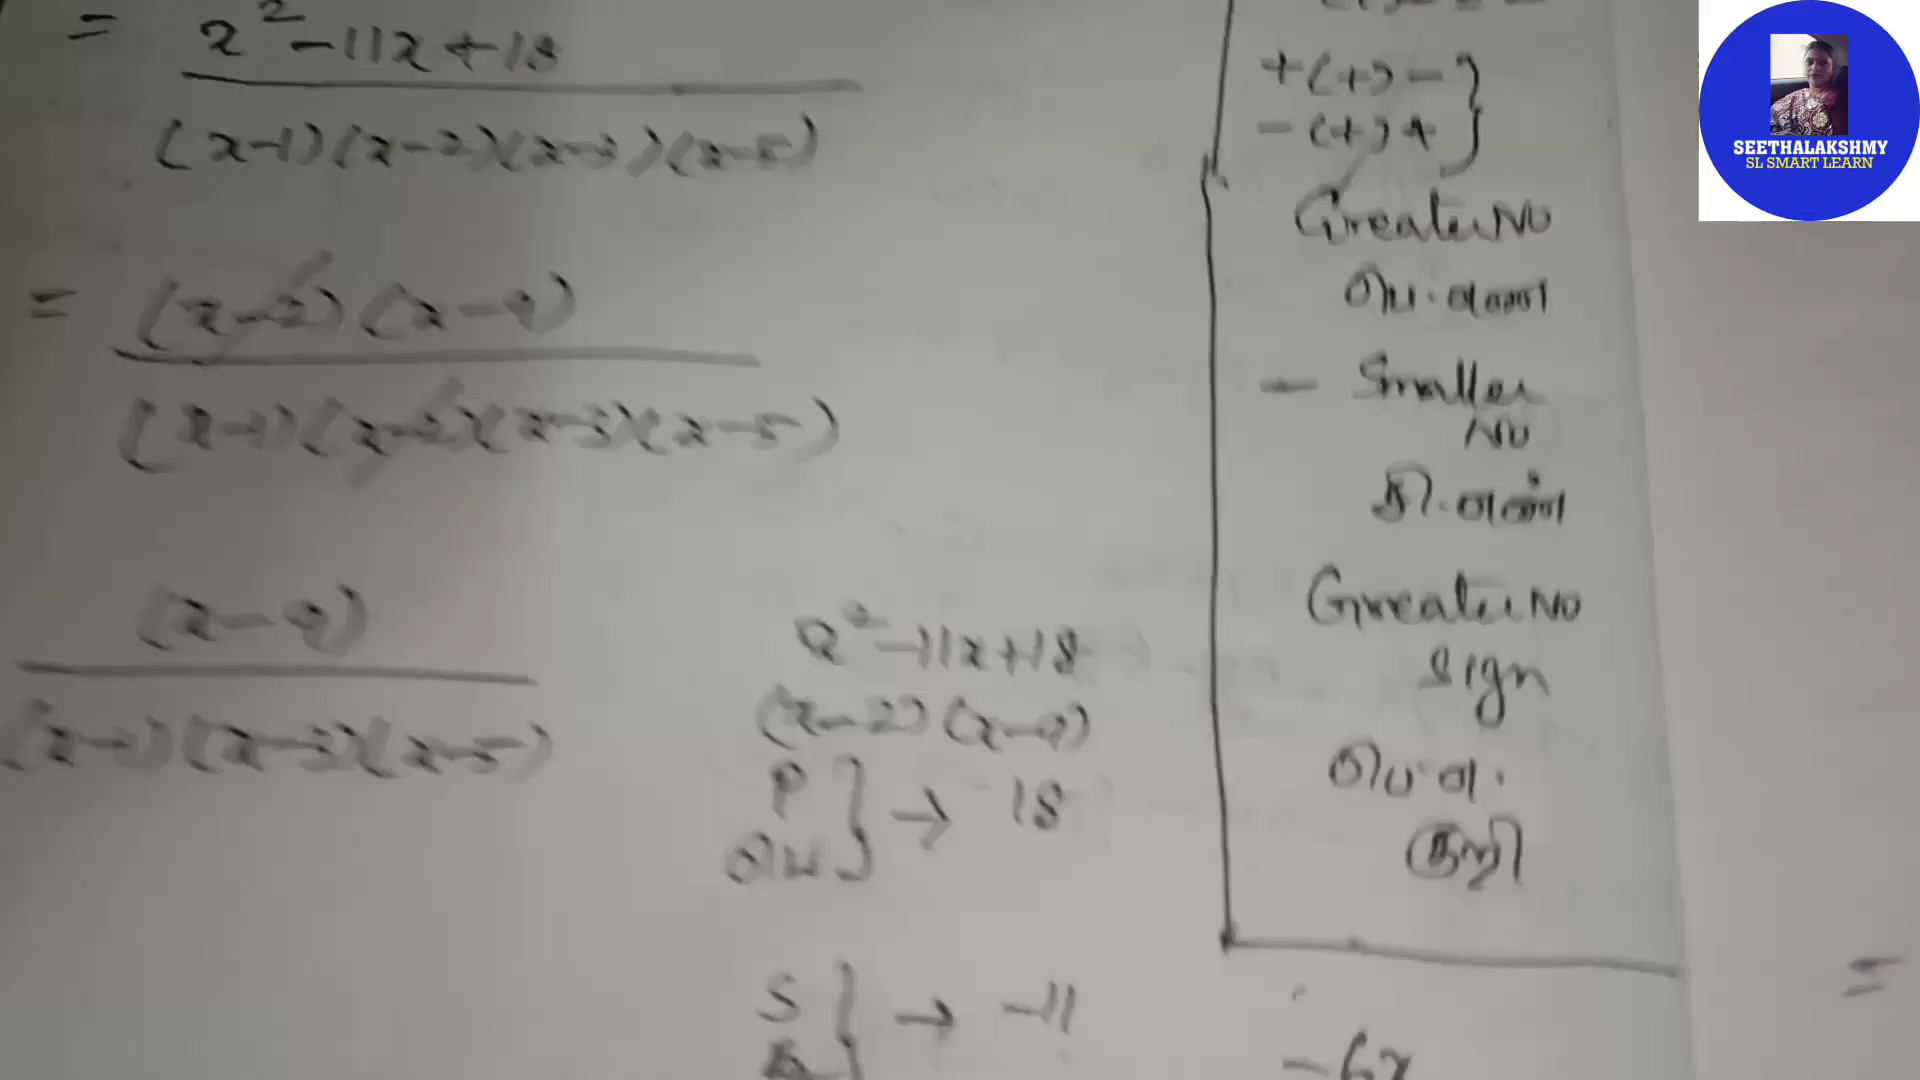 = x² - 11x + 18
(x-1)(x-2)(x-3)(x-5)
= (x-2)(x-9)
(x-1)(x-2)(x-3)(x-5)
(x-9)
(x-1)(x-3)(x-5)
x² - 11x + 18
(x-2)(x-9)
P } → 18
பெ
S } → -11
+(+) - }
-(+) + }
Greater No
பெ.எண்
- Smaller
No
சி.எண்
Greater No
sign
பெ.எ.
குறி
- 6x
=
SEETHALAKSHMY
SL SMART LEARN